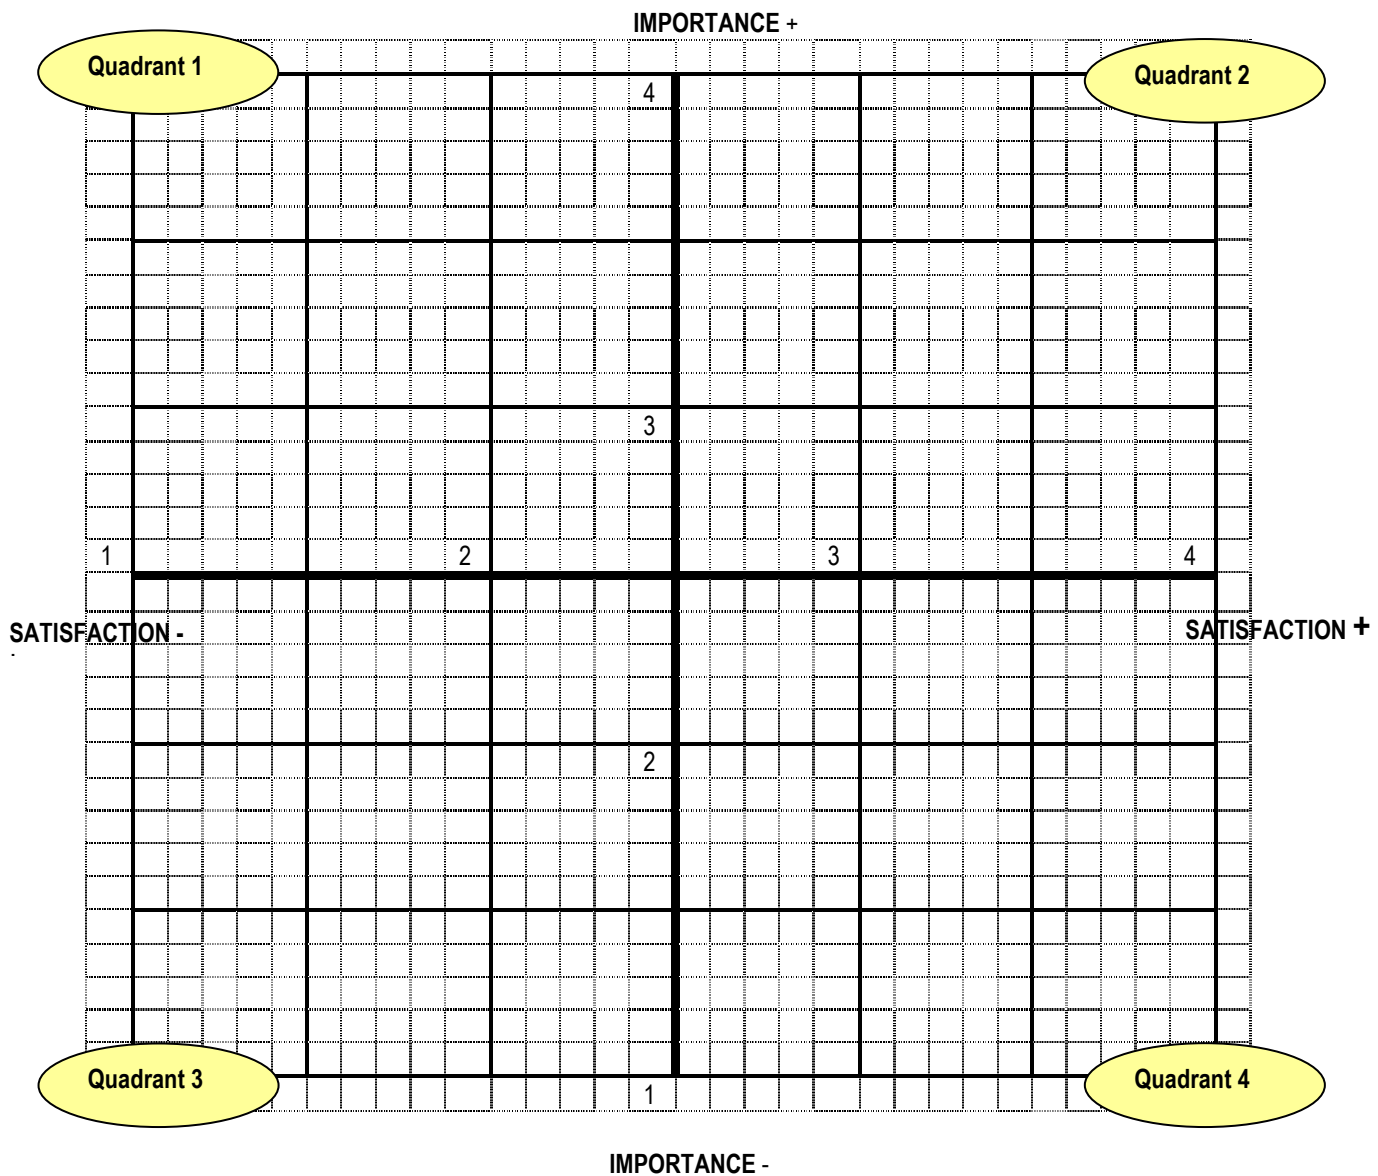 IMPORTANCE +
Quadrant 1
Quadrant 2
4
3
1 2 3 4
SATISFACTION -
SATISFACTION +
2
Quadrant 3
Quadrant 4
1
IMPORTANCE -